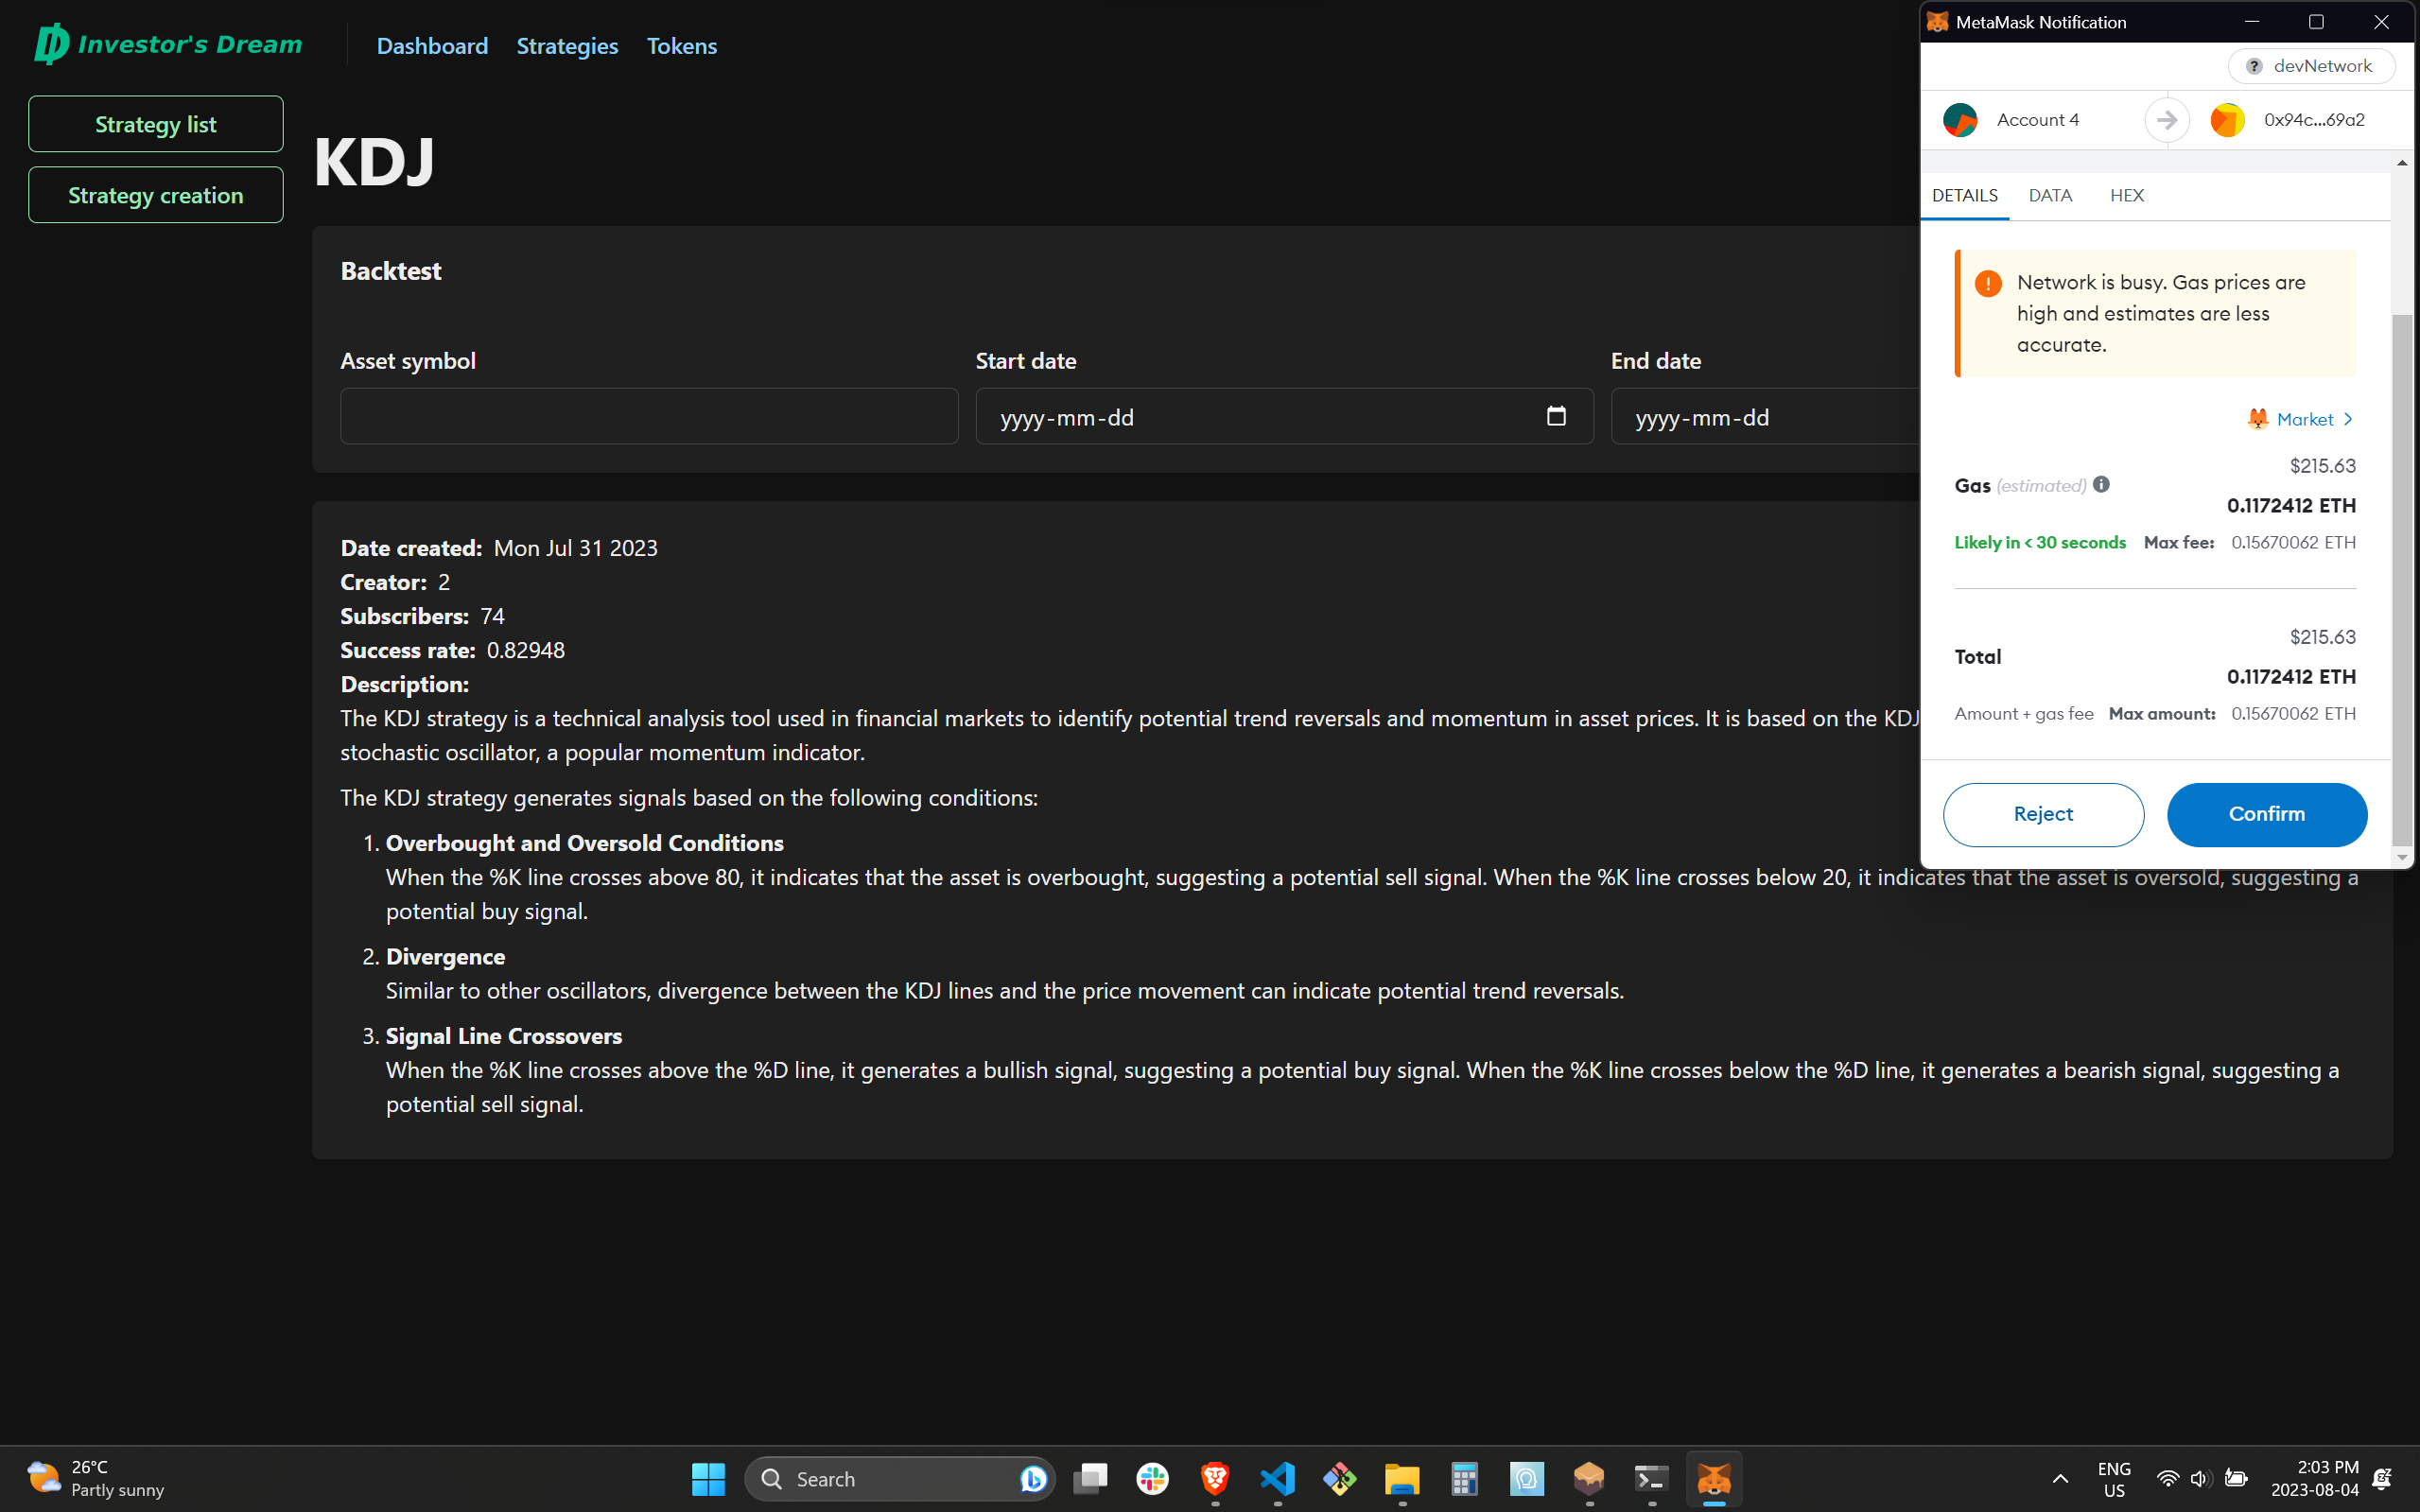 Investor's Dream
Dashboard Strategies Tokens
Strategy list
Strategy creation
KDJ
Backtest
Asset symbol Start date End date
yyyy-mm-dd yyyy-mm-dd
Date created: Mon Jul 31 2023
Creator: 2
Subscribers: 74
Success rate: 0.82948
Description:
The KDJ strategy is a technical analysis tool used in financial markets to identify potential trend reversals and momentum in asset prices. It is based on the KDJ
stochastic oscillator, a popular momentum indicator.
The KDJ strategy generates signals based on the following conditions:
1. Overbought and Oversold Conditions
When the %K line crosses above 80, it indicates that the asset is overbought, suggesting a potential sell signal. When the %K line crosses below 20, it indicates that the asset is oversold, suggesting a
potential buy signal.
2. Divergence
Similar to other oscillators, divergence between the KDJ lines and the price movement can indicate potential trend reversals.
3. Signal Line Crossovers
When the %K line crosses above the %D line, it generates a bullish signal, suggesting a potential buy signal. When the %K line crosses below the %D line, it generates a bearish signal, suggesting a
potential sell signal.
MetaMask Notification
devNetwork
Account 4 0x94c...69a2
DETAILS DATA HEX
Network is busy. Gas prices are
high and estimates are less
accurate.
Market
$215.63
Gas (estimated)
0.1172412 ETH
Likely in < 30 seconds Max fee: 0.15670062 ETH
$215.63
Total
0.1172412 ETH
Amount + gas fee Max amount: 0.15670062 ETH
Reject Confirm
26°C
Partly sunny
Search
ENG
US
2:03 PM
2023-08-04